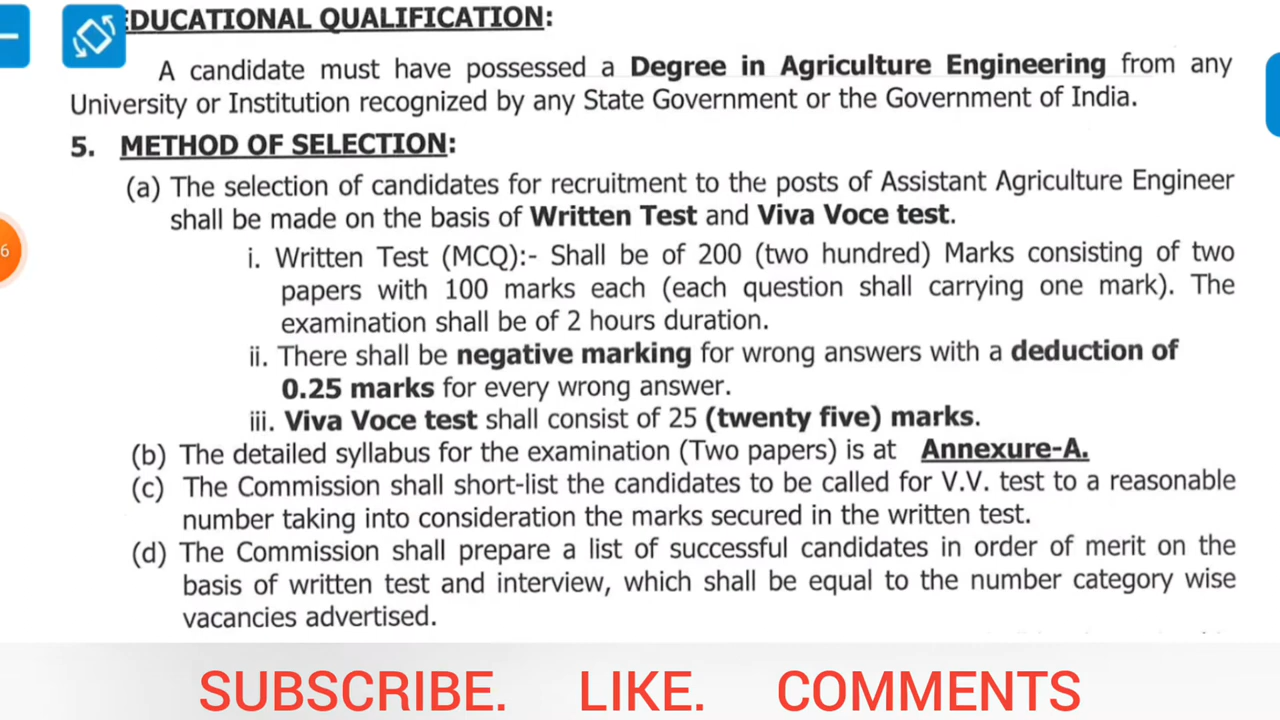 EDUCATIONAL QUALIFICATION:
A candidate must have possessed a Degree in Agriculture Engineering from any
University or Institution recognized by any State Government or the Government of India.
5. METHOD OF SELECTION:
(a) The selection of candidates for recruitment to the posts of Assistant Agriculture Engineer
shall be made on the basis of Written Test and Viva Voce test.
i. Written Test (MCQ):- Shall be of 200 (two hundred) Marks consisting of two
papers with 100 marks each (each question shall carrying one mark). The
examination shall be of 2 hours duration.
ii. There shall be negative marking for wrong answers with a deduction of
0.25 marks for every wrong answer.
iii. Viva Voce test shall consist of 25 (twenty five) marks.
(b) The detailed syllabus for the examination (Two papers) is at Annexure-A.
(c) The Commission shall short-list the candidates to be called for V.V. test to a reasonable
number taking into consideration the marks secured in the written test.
(d) The Commission shall prepare a list of successful candidates in order of merit on the
basis of written test and interview, which shall be equal to the number category wise
vacancies advertised.
6
SUBSCRIBE. LIKE. COMMENTS